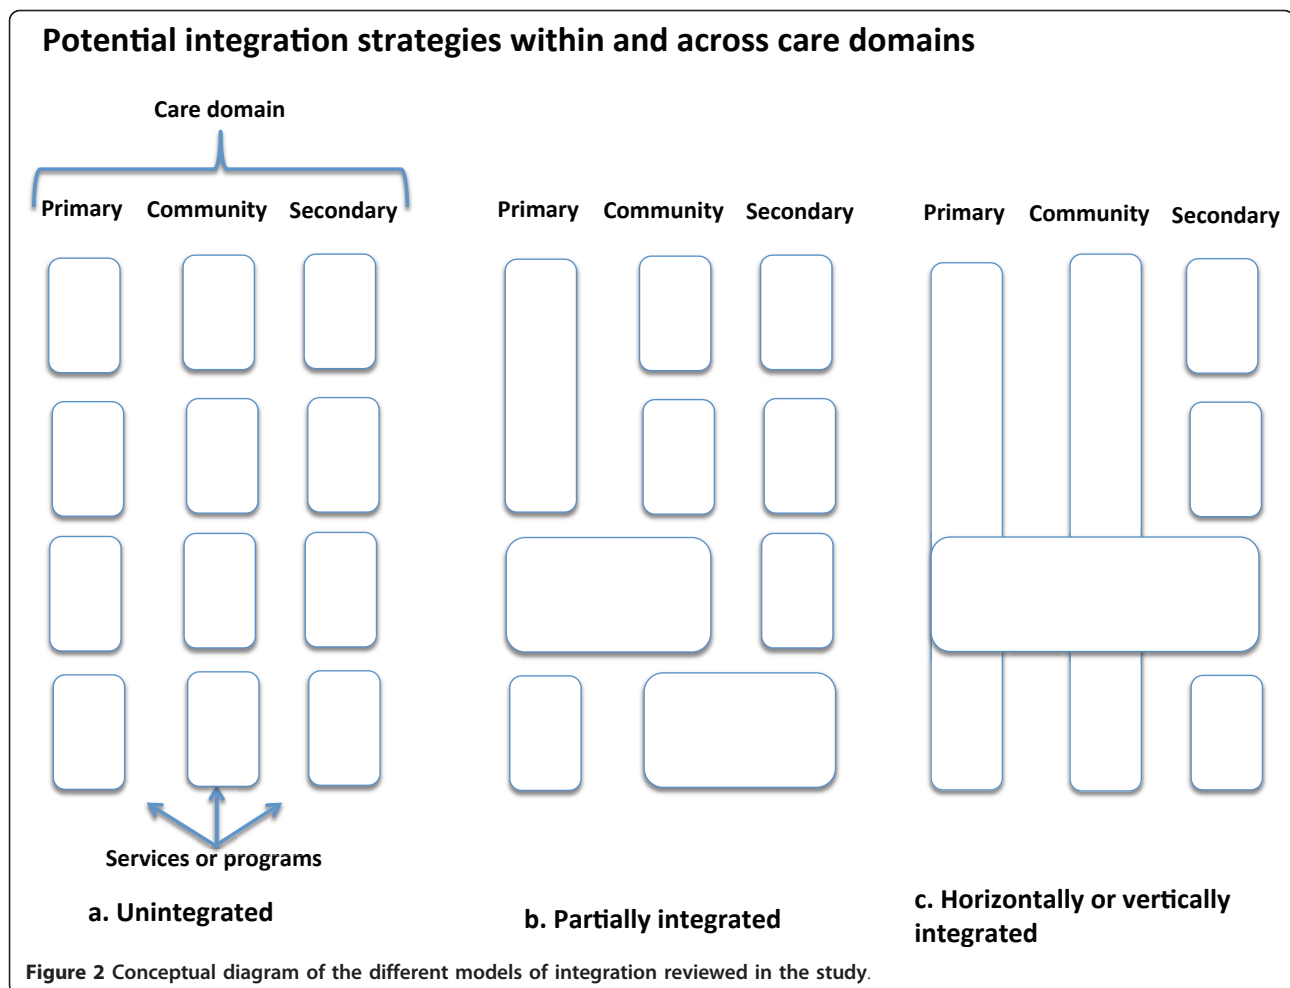 Potential integration strategies within and across care domains
Care domain
Primary Community Secondary
Primary Community Secondary
Primary Community Secondary
Services or programs
a. Unintegrated
b. Partially integrated
c. Horizontally or vertically
integrated
Figure 2 Conceptual diagram of the different models of integration reviewed in the study.